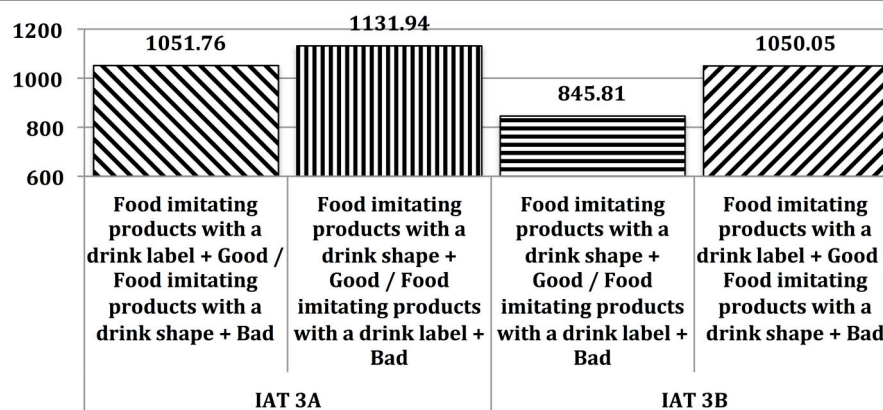 1200
1000
800
600
1051.76
1131.94
845.81
1050.05
Food imitating
products with a
drink label + Good /
Food imitating
products with a
drink shape + Bad
Food imitating
products with a
drink shape +
Good / Food
imitating products
with a drink label +
Bad
Food imitating
products with a
drink shape +
Good / Food
imitating products
with a drink label +
Bad
Food imitating
products with a
drink label + Good
Food imitating
products with a
drink shape + Bad
IAT 3A
IAT 3B